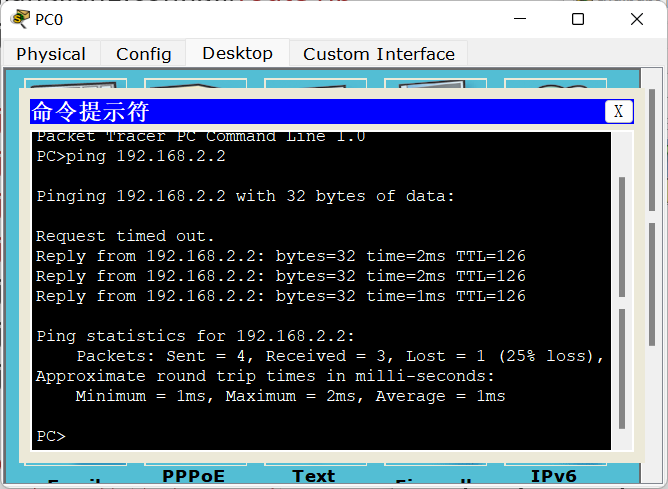 PC0
Physical Config Desktop Custom Interface
命令提示符 X
Packet Tracer PC Command Line 1.0
PC>ping 192.168.2.2
Pinging 192.168.2.2 with 32 bytes of data:
Request timed out.
Reply from 192.168.2.2: bytes=32 time=2ms TTL=126
Reply from 192.168.2.2: bytes=32 time=2ms TTL=126
Reply from 192.168.2.2: bytes=32 time=1ms TTL=126
Ping statistics for 192.168.2.2:
Packets: Sent = 4, Received = 3, Lost = 1 (25% loss),
Approximate round trip times in milli-seconds:
Minimum = 1ms, Maximum = 2ms, Average = 1ms
PC>
PPPoE Text IPv6